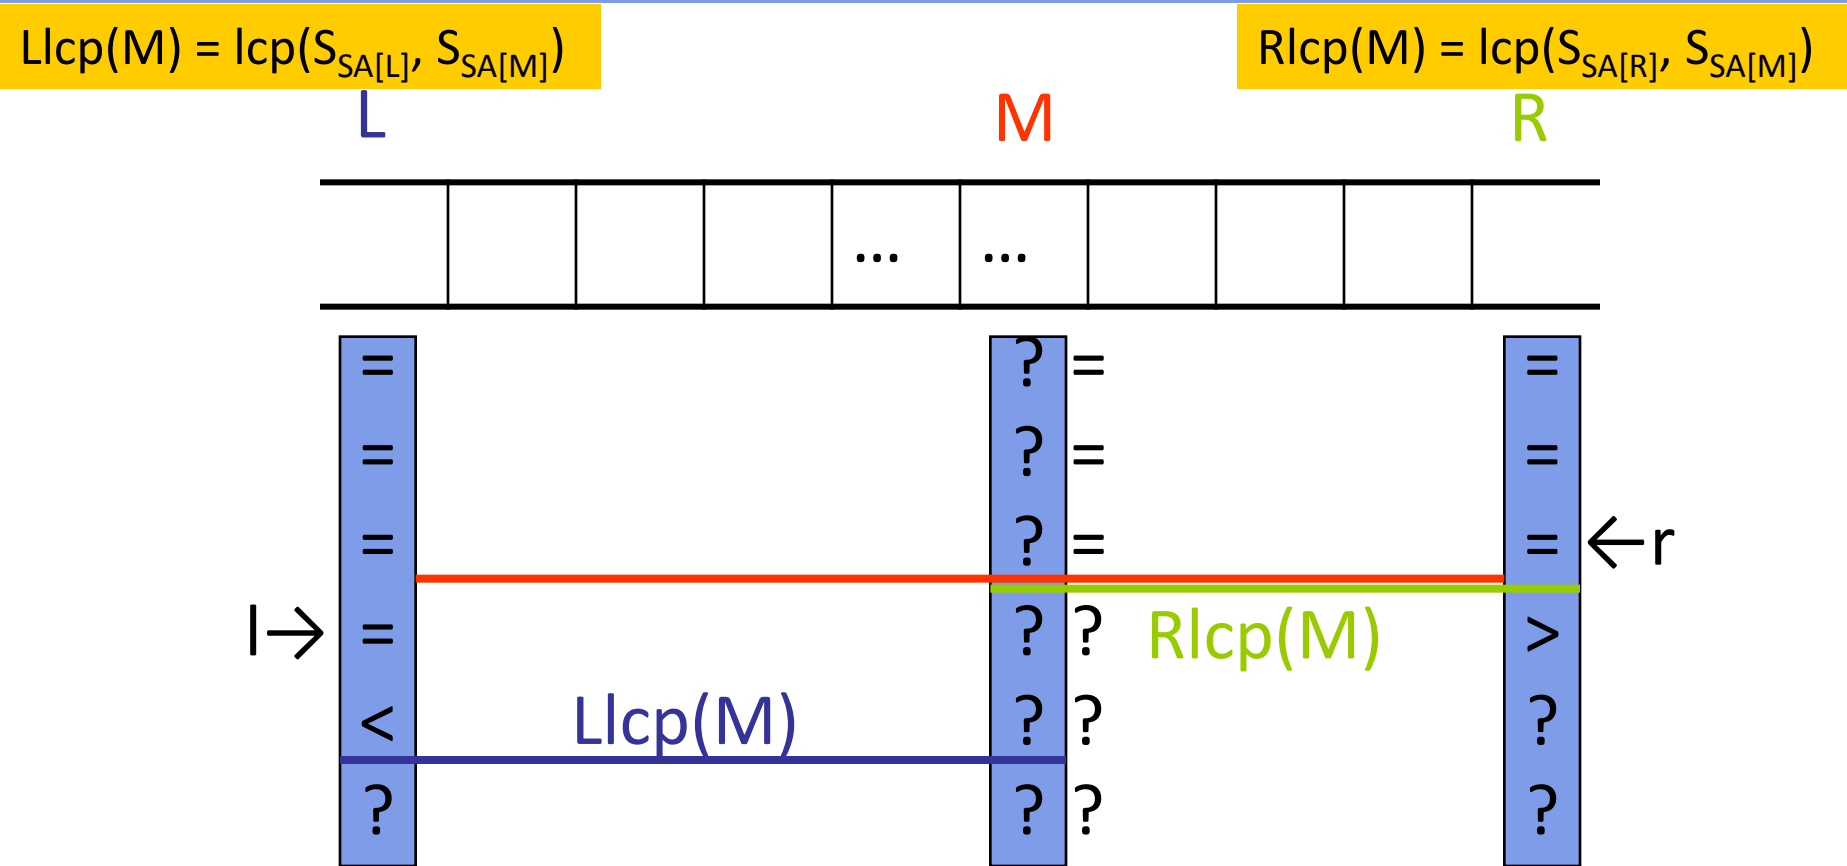 Llcp(M) = lcp(S_SA[L], S_SA[M]) Rlcp(M) = lcp(S_SA[R], S_SA[M])
L M R
... ...
= ? = =
= ? = =
= ? = = ←r
l→ = ? ? Rlcp(M) >
< Llcp(M) ? ? ?
? ? ? ?